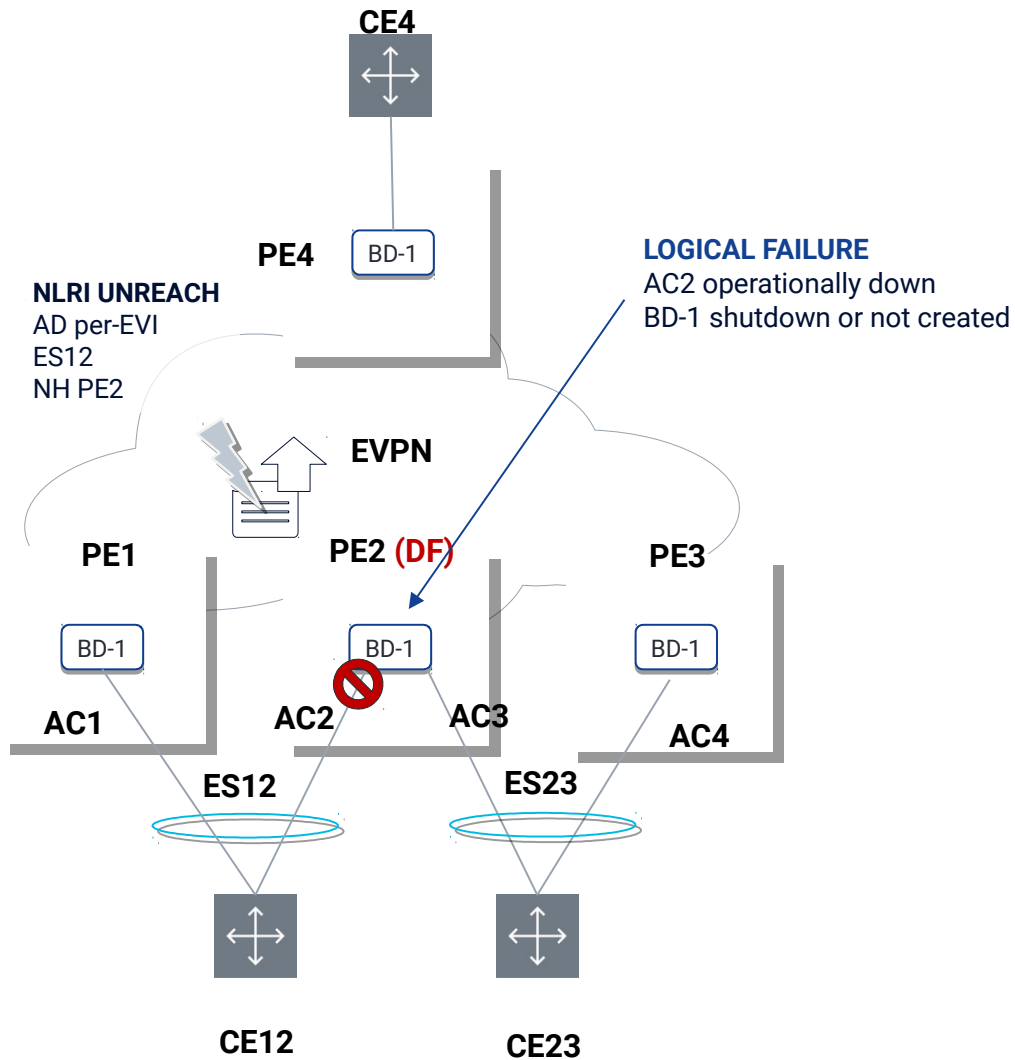 CE4
PE4
BD-1
LOGICAL FAILURE
AC2 operationally down
BD-1 shutdown or not created
NLRI UNREACH
AD per-EVI
ES12
NH PE2
EVPN
PE1
PE2 (DF)
PE3
BD-1
BD-1
BD-1
AC1
AC2
AC3
AC4
ES12
ES23
CE12
CE23